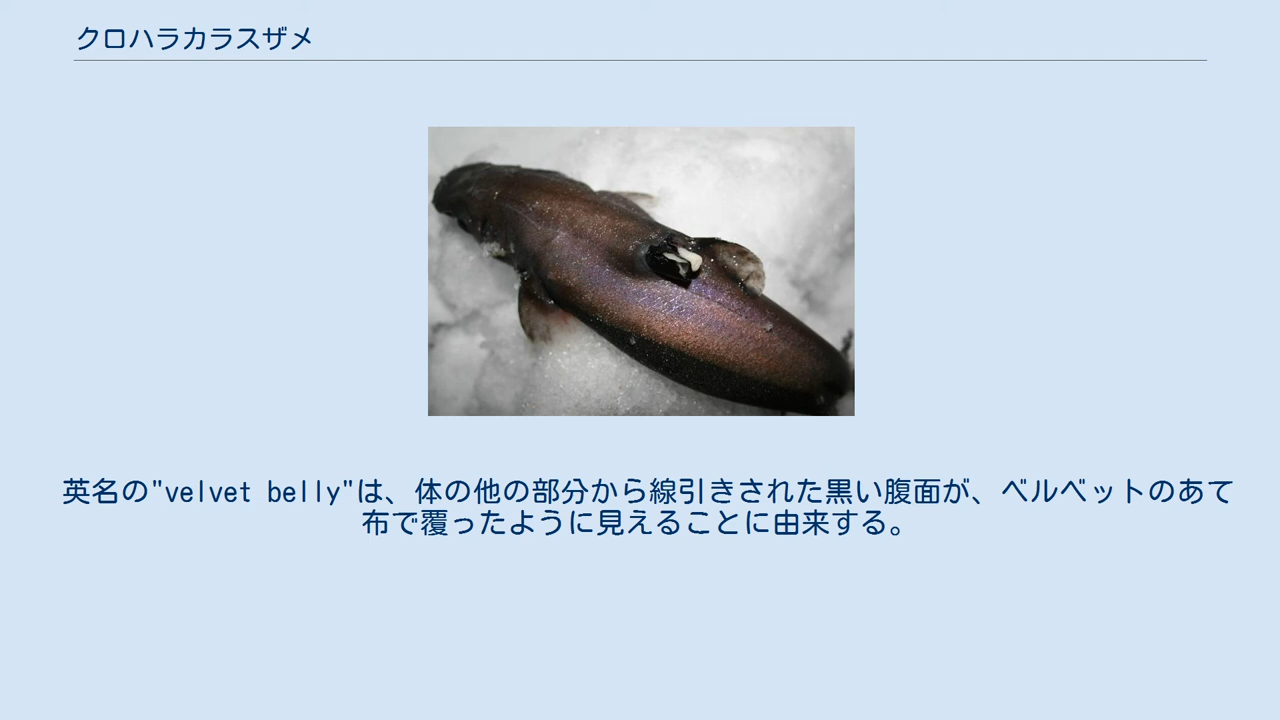 クロハラカラスザメ
英名の"velvet belly"は、体の他の部分から線引きされた黒い腹面が、ベルベットのあて
布で覆ったように見えることに由来する。